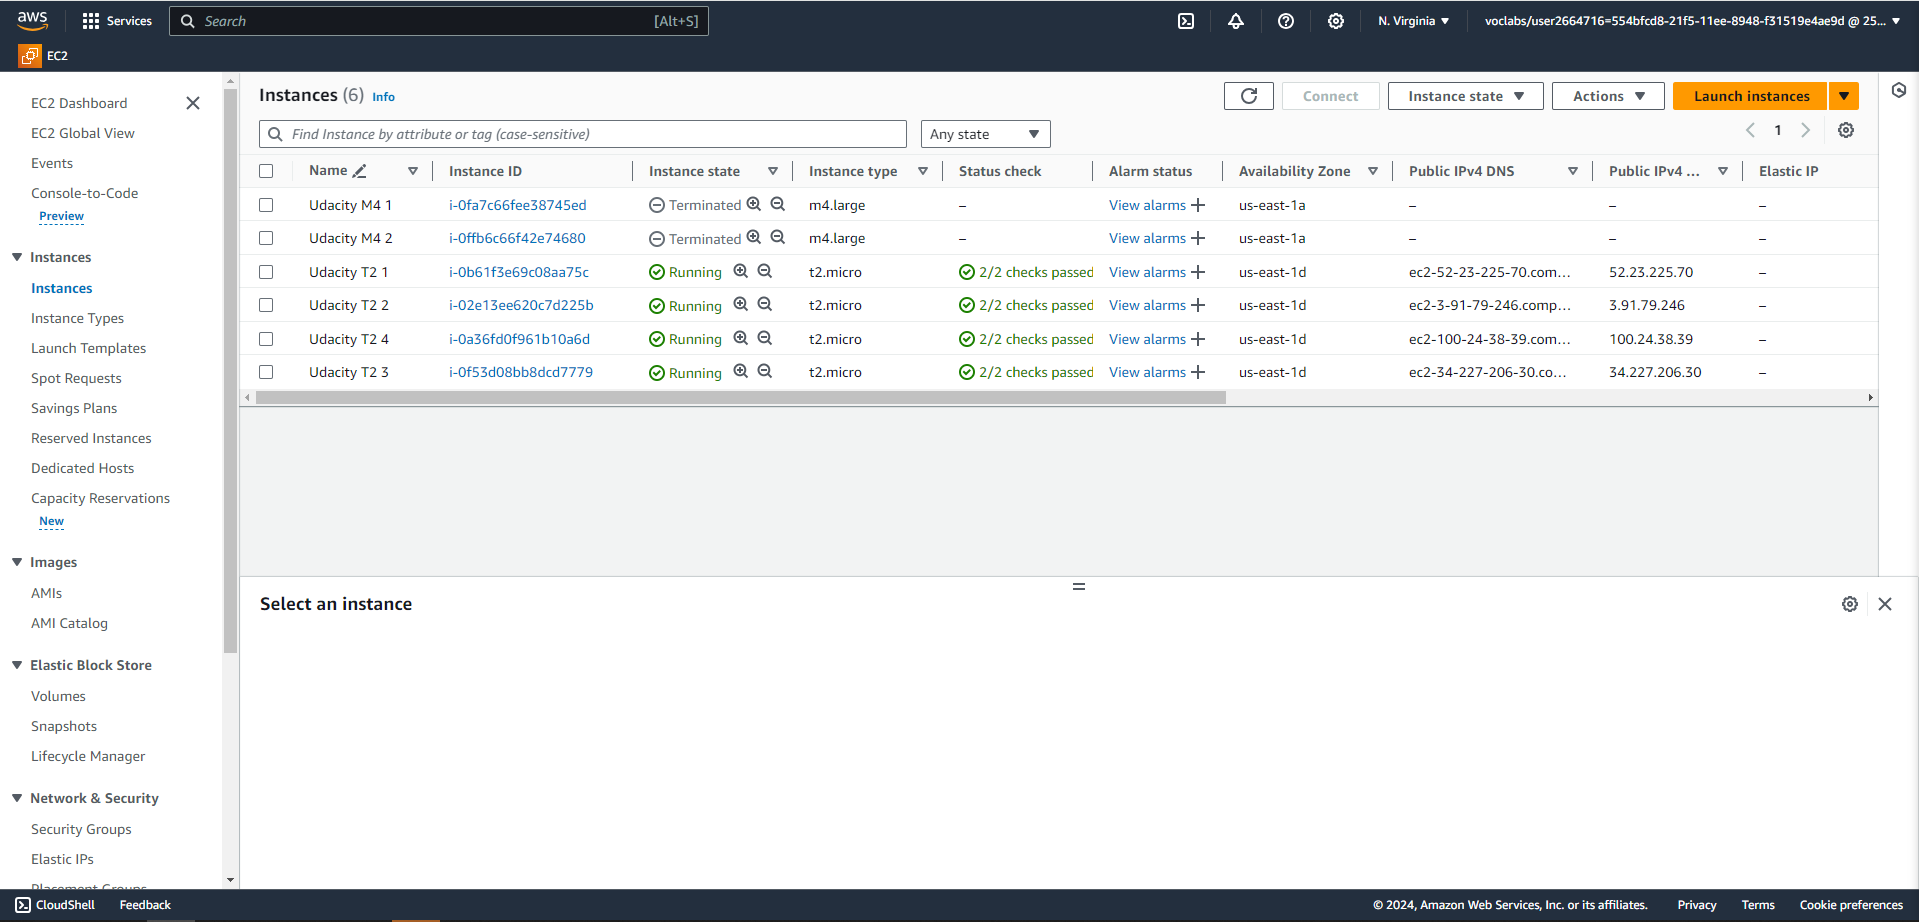 aws Services Search [Alt+S] N. Virginia voclabs/user2664716=554bfcd8-21f5-11ee-8948-f31519e4ae9d @ 25...
EC2
EC2 Dashboard
EC2 Global View
Events
Console-to-Code
Preview
Instances
Instances
Instance Types
Launch Templates
Spot Requests
Savings Plans
Reserved Instances
Dedicated Hosts
Capacity Reservations
New
Images
AMIs
AMI Catalog
Elastic Block Store
Volumes
Snapshots
Lifecycle Manager
Network & Security
Security Groups
Elastic IPs
Placement Groups
Instances (6) Info Connect Instance state Actions Launch instances
Find Instance by attribute or tag (case-sensitive) Any state 1
Name Instance ID Instance state Instance type Status check Alarm status Availability Zone Public IPv4 DNS Public IPv4 ... Elastic IP
Udacity M4 1 i-0fa7c66fee38745ed Terminated m4.large – View alarms + us-east-1a – – –
Udacity M4 2 i-0ffb6c66f42e74680 Terminated m4.large – View alarms + us-east-1a – – –
Udacity T2 1 i-0b61f3e69c08aa75c Running t2.micro 2/2 checks passed View alarms + us-east-1d ec2-52-23-225-70.com... 52.23.225.70 –
Udacity T2 2 i-02e13ee620c7d225b Running t2.micro 2/2 checks passed View alarms + us-east-1d ec2-3-91-79-246.comp... 3.91.79.246 –
Udacity T2 4 i-0a36fd0f961b10a6d Running t2.micro 2/2 checks passed View alarms + us-east-1d ec2-100-24-38-39.com... 100.24.38.39 –
Udacity T2 3 i-0f53d08bb8dcd7779 Running t2.micro 2/2 checks passed View alarms + us-east-1d ec2-34-227-206-30.co... 34.227.206.30 –
Select an instance
CloudShell Feedback © 2024, Amazon Web Services, Inc. or its affiliates. Privacy Terms Cookie preferences